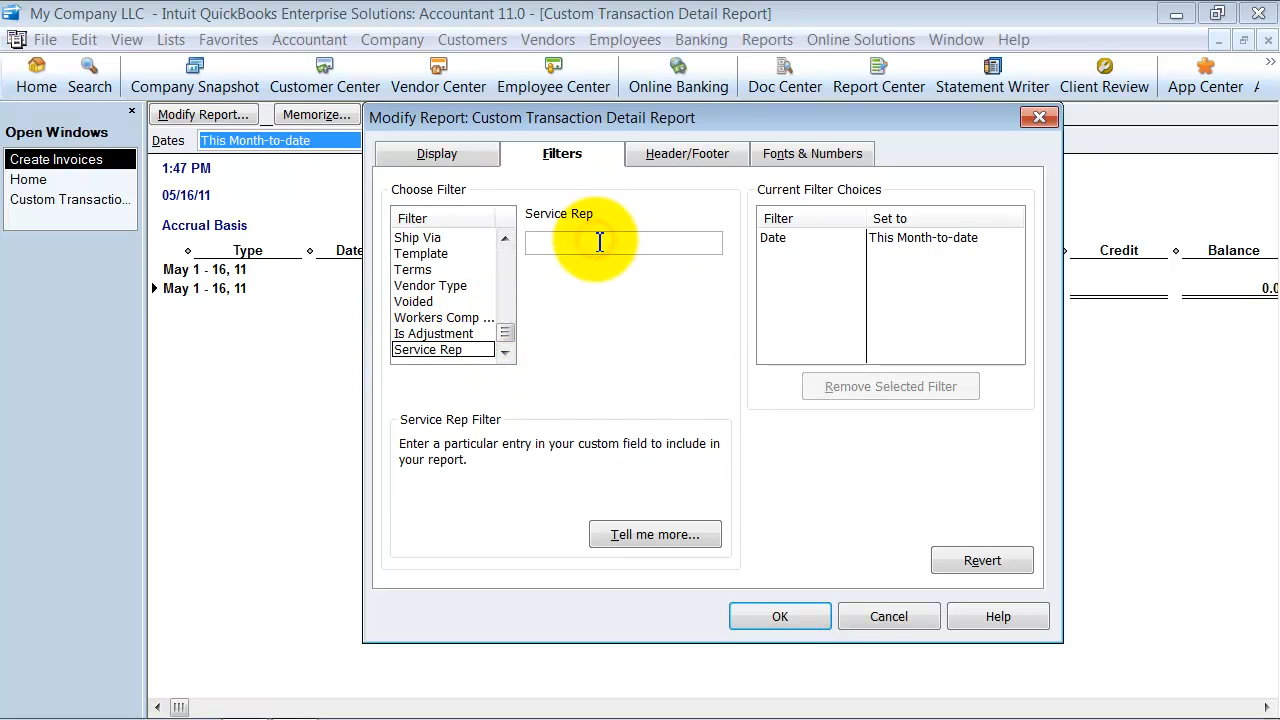 My Company LLC - Intuit QuickBooks Enterprise Solutions: Accountant 11.0 - [Custom Transaction Detail Report]
File Edit View Lists Favorites Accountant Company Customers Vendors Employees Banking Reports Online Solutions Window Help
Home Search Company Snapshot Customer Center Vendor Center Employee Center Online Banking Doc Center Report Center Statement Writer Client Review App Center
Open Windows
Create Invoices
Home
Custom Transactio...
Modify Report... Memorize...
Dates This Month-to-date
1:47 PM
05/16/11
Accrual Basis
Type Date Credit Balance
May 1 - 16, 11
May 1 - 16, 11
Modify Report: Custom Transaction Detail Report
Display Filters Header/Footer Fonts & Numbers
Choose Filter
Filter
Ship Via
Template
Terms
Vendor Type
Voided
Workers Comp ...
Is Adjustment
Service Rep
Service Rep
Service Rep Filter
Enter a particular entry in your custom field to include in
your report.
Tell me more...
Current Filter Choices
Filter Set to
Date This Month-to-date
Remove Selected Filter
Revert
OK Cancel Help